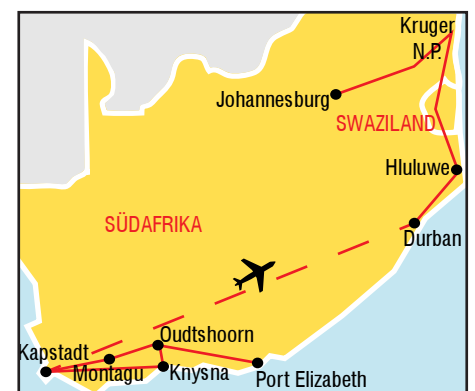 Kruger
N.P.
Johannesburg
SWAZILAND
Hluluwe
SÜDAFRIKA
Durban
Oudtshoorn
Kapstadt
Montagu
Knysna
Port Elizabeth